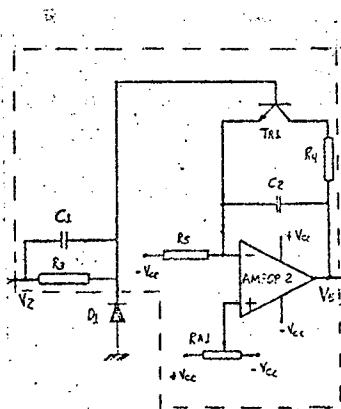 TR1
R4
C1
C2
R5
+Vcc
R3
-Vcc
-
AMPOP 2
V2
+
VS
D1
-Vcc
RA1
+Vcc
-Vcc